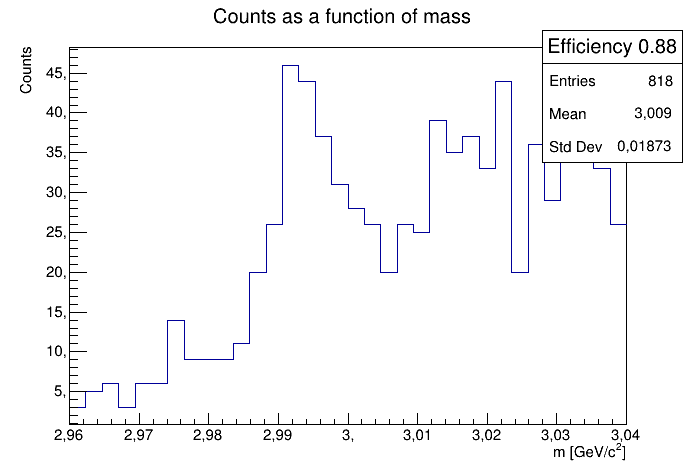 Counts as a function of mass
Efficiency 0.88
Entries 818
Mean 3,009
Std Dev 0,01873
Counts
45,
40,
35,
30,
25,
20,
15,
10,
5,
2,96 2,97 2,98 2,99 3, 3,01 3,02 3,03 3,04
m [GeV/c²]